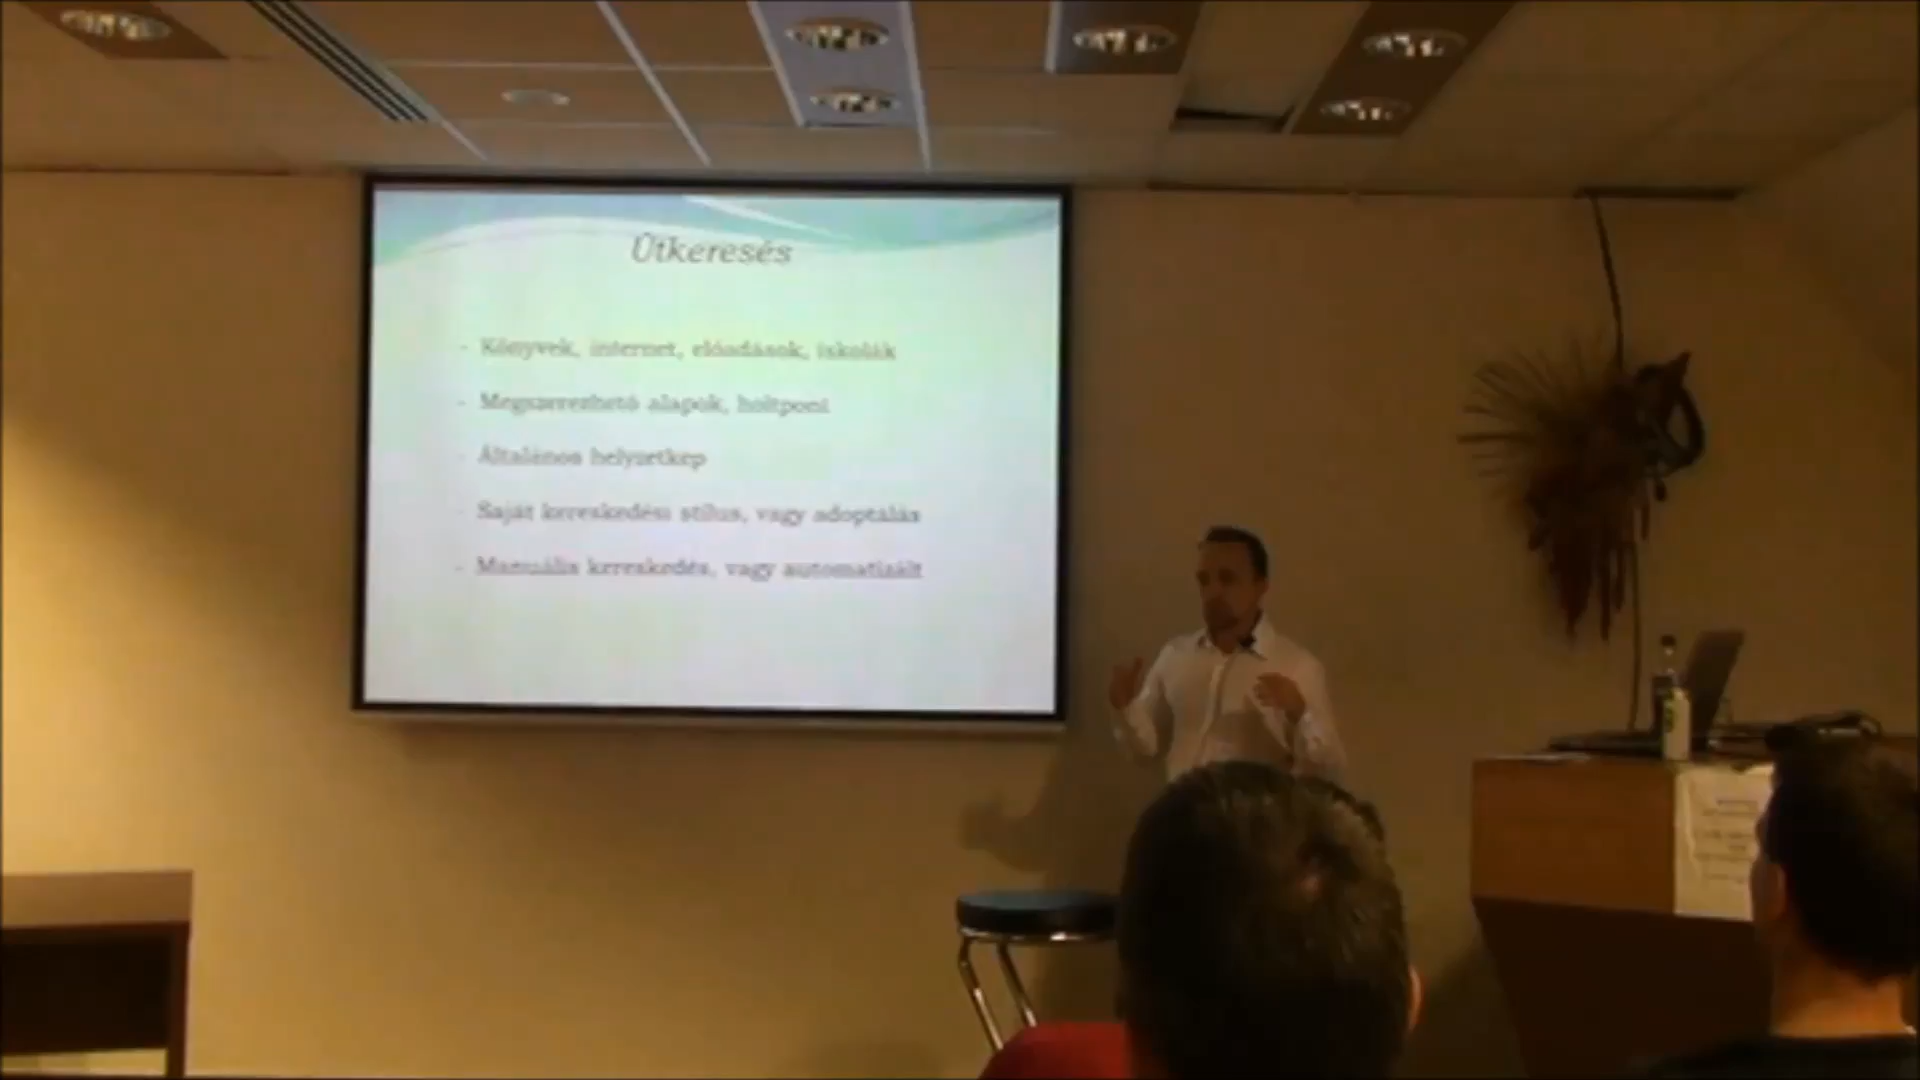 Útkeresés
- Könyvek, internet, előadások, iskolák
- Megszerezhető alapok, holtpont
- Általános helyzetkép
- Saját kereskedési stílus, vagy adoptálás
- Manuális kereskedés, vagy automatizált